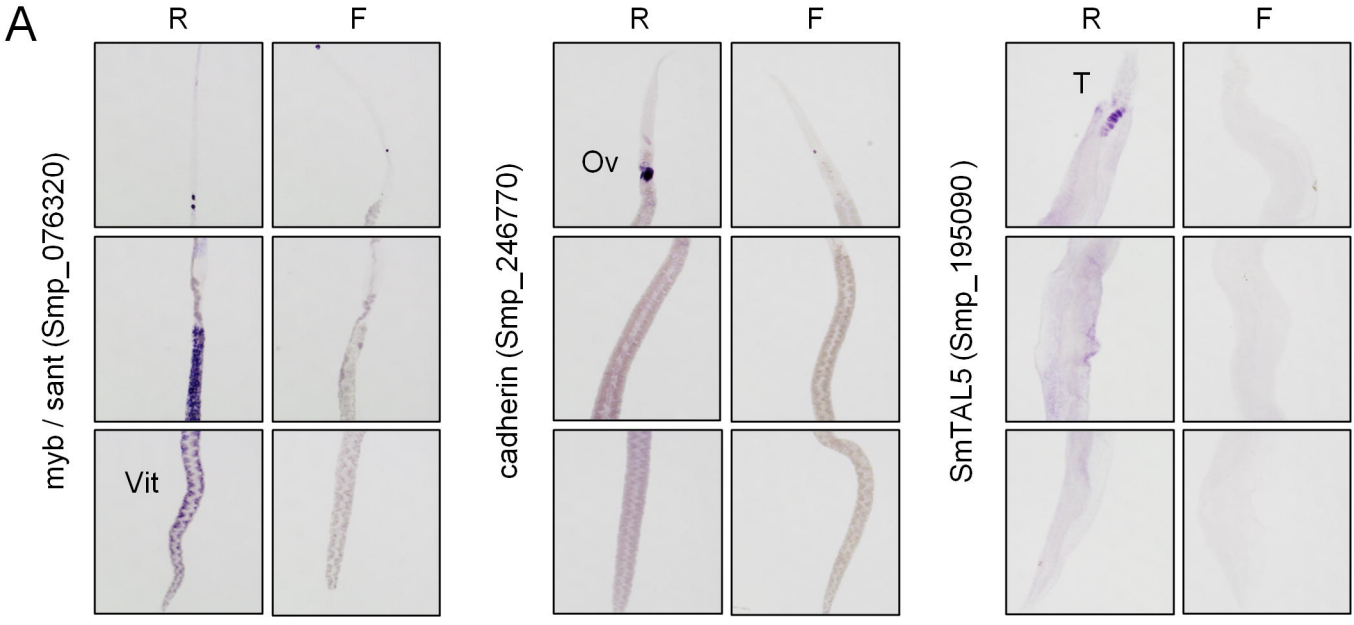 A
R F
myb / sant (Smp_076320)
Vit
R F
cadherin (Smp_246770)
Ov
R F
SmTAL5 (Smp_195090 )
T